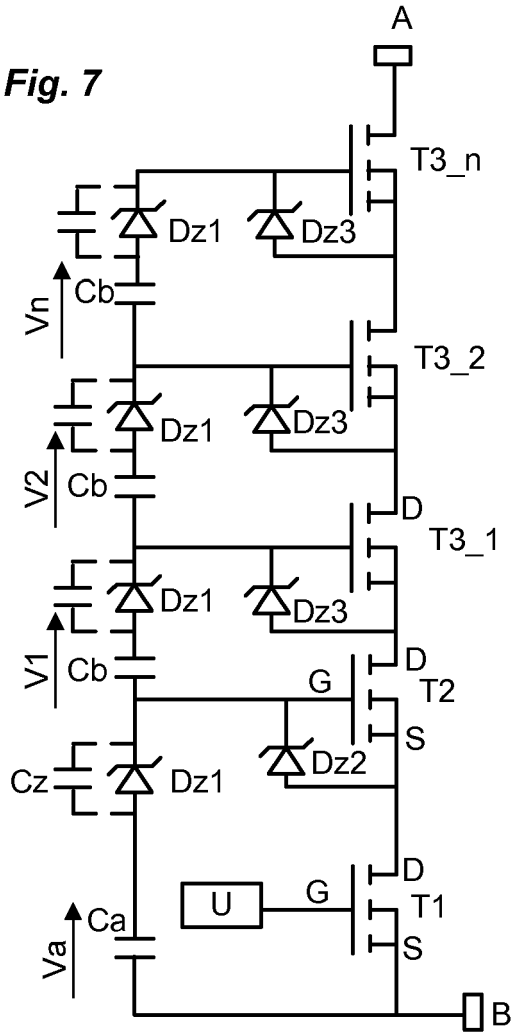 A
Fig. 7
T3_n
Dz1
Dz3
Cb
Vn
T3_2
Dz1
Dz3
Cb
V2
D
T3_1
Dz1
Dz3
Cb
V1
D
G
T2
S
Cz
Dz1
Dz2
D
U
G
T1
Ca
S
Va
B